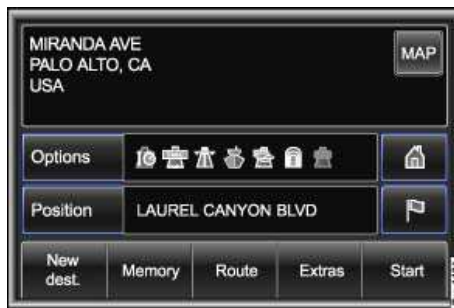 MIRANDA AVE
PALO ALTO, CA
USA
MAP
Options
Position
LAUREL CANYON BLVD
New
dest.
Memory
Route
Extras
Start